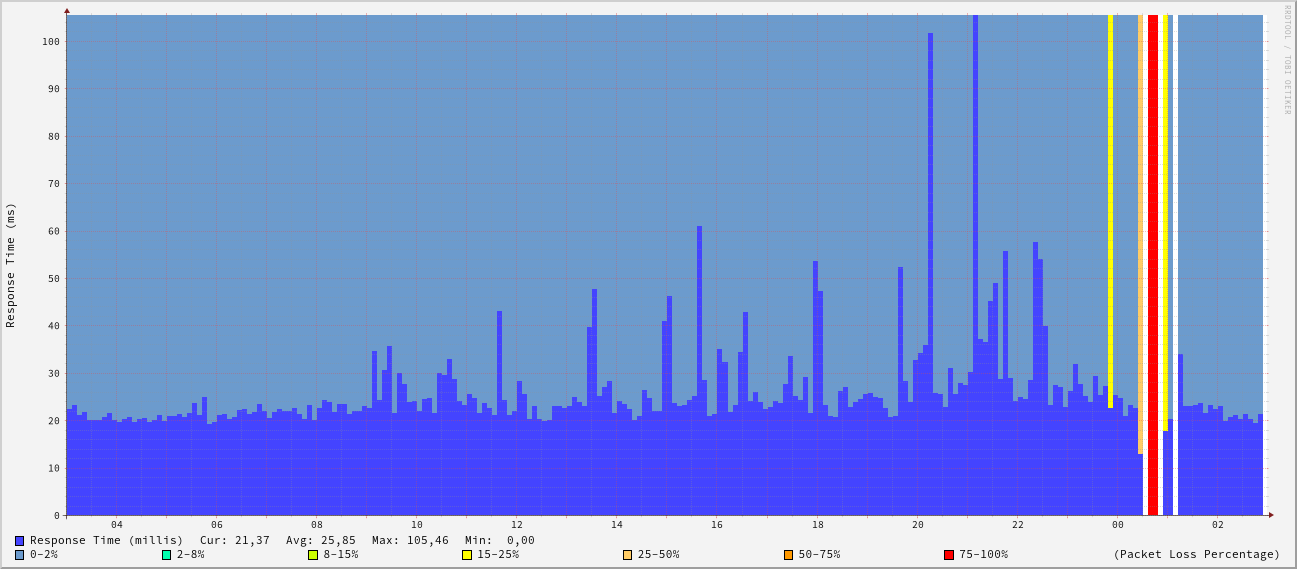 RRDTOOL / TOBI OETIKER
Response Time (ms)
100
90
80
70
60
50
40
30
20
10
0
04 06 08 10 12 14 16 18 20 22 00 02
Response Time (millis) Cur: 21,37 Avg: 25,85 Max: 105,46 Min: 0,00
0-2% 2-8% 8-15% 15-25% 25-50% 50-75% 75-100% (Packet Loss Percentage)